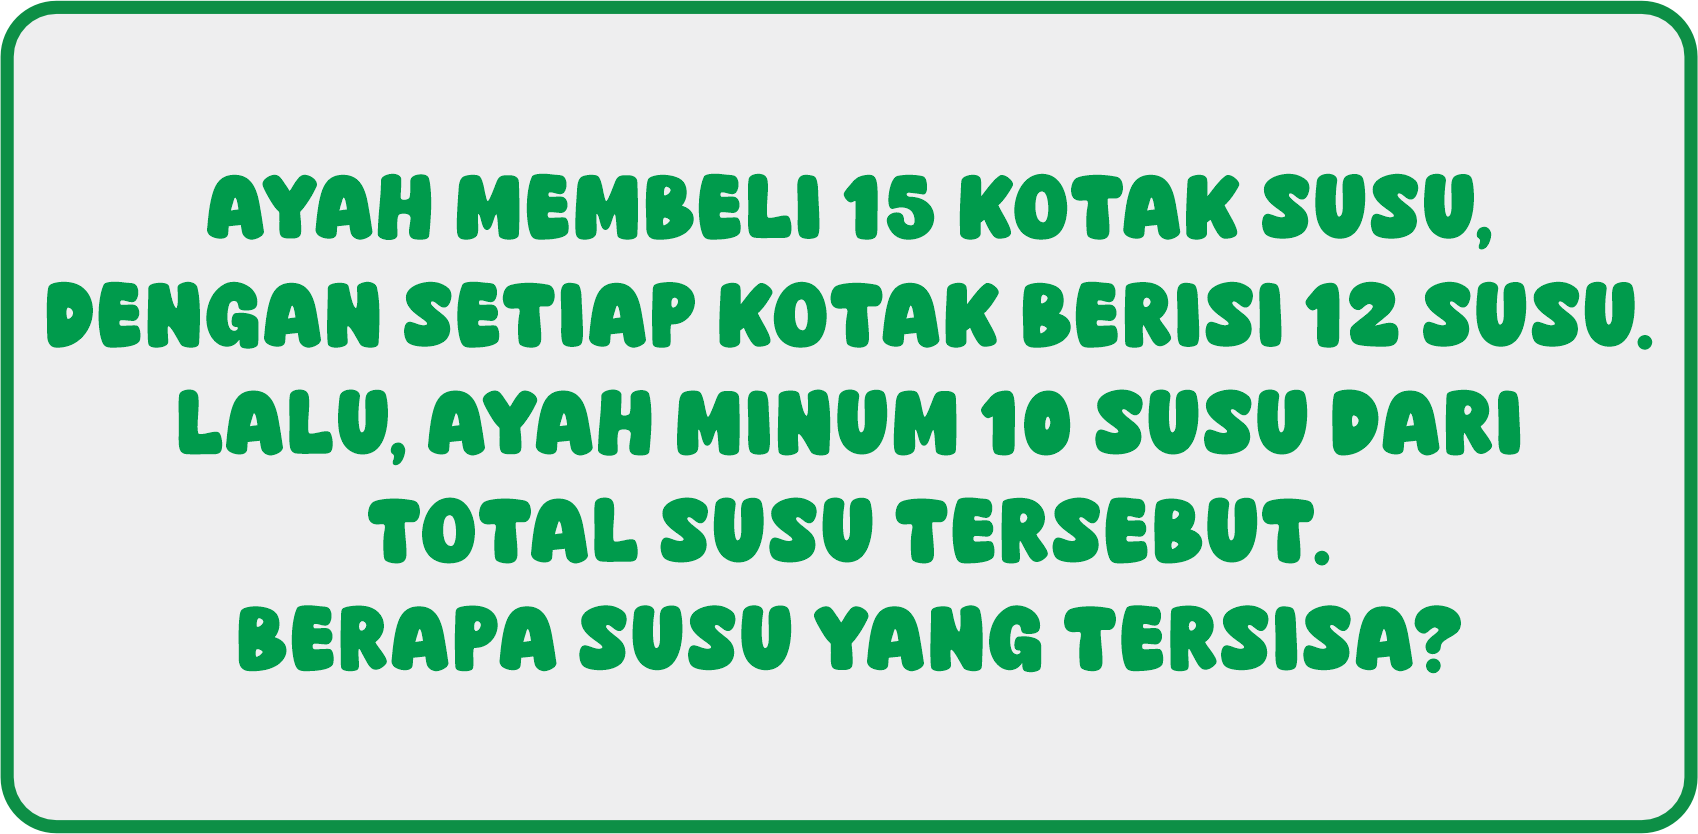 AYAH MEMBELI 15 KOTAK SUSU,
DENGAN SETIAP KOTAK BERISI 12 SUSU.
LALU, AYAH MINUM 10 SUSU DARI
TOTAL SUSU TERSEBUT.
BERAPA SUSU YANG TERSISA?